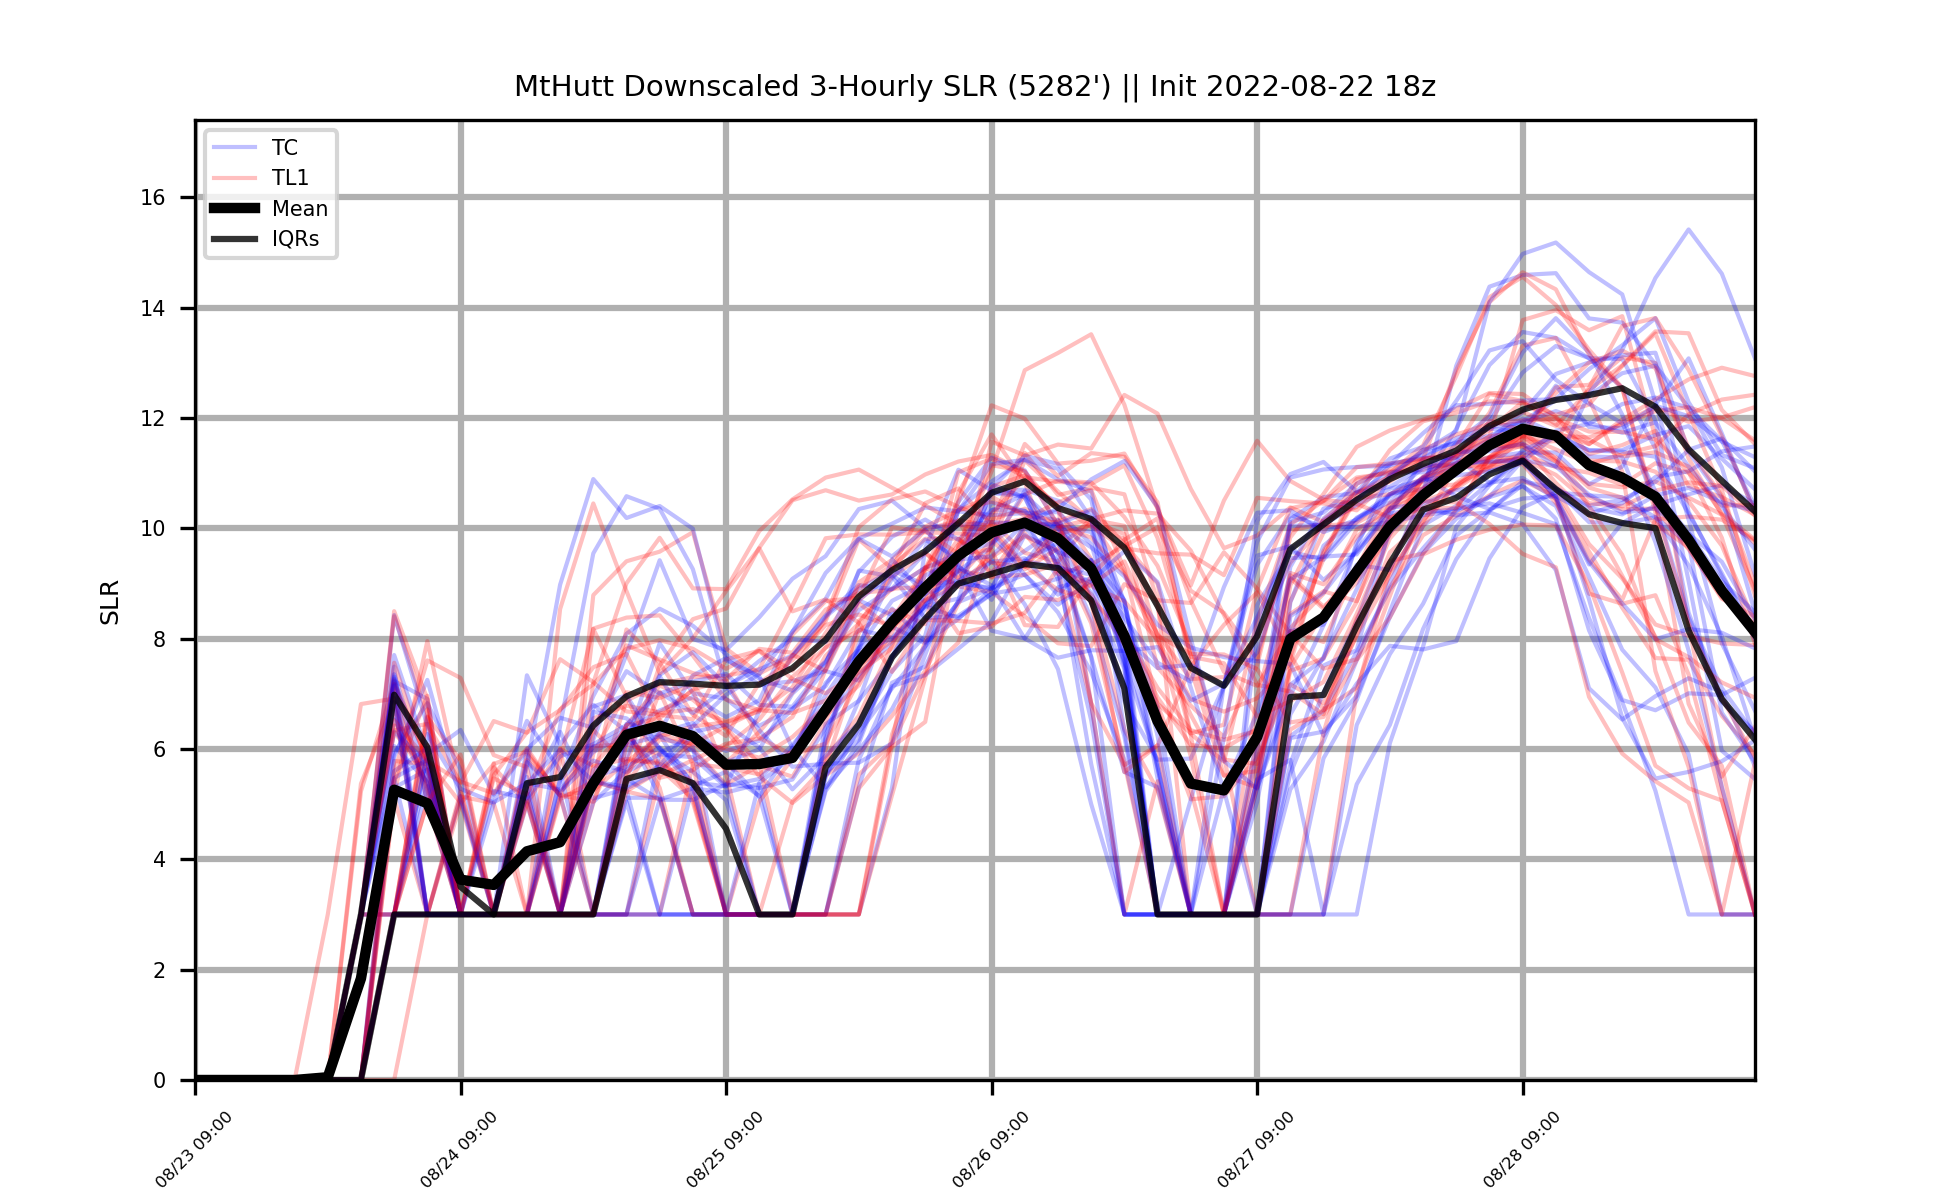 MtHutt Downscaled 3-Hourly SLR (5282') || Init 2022-08-22 18z
TC
TL1
Mean
IQRs
16
14
12
10
8
6
4
2
0
SLR
08/23 09:00
08/24 09:00
08/25 09:00
08/26 09:00
08/27 09:00
08/28 09:00